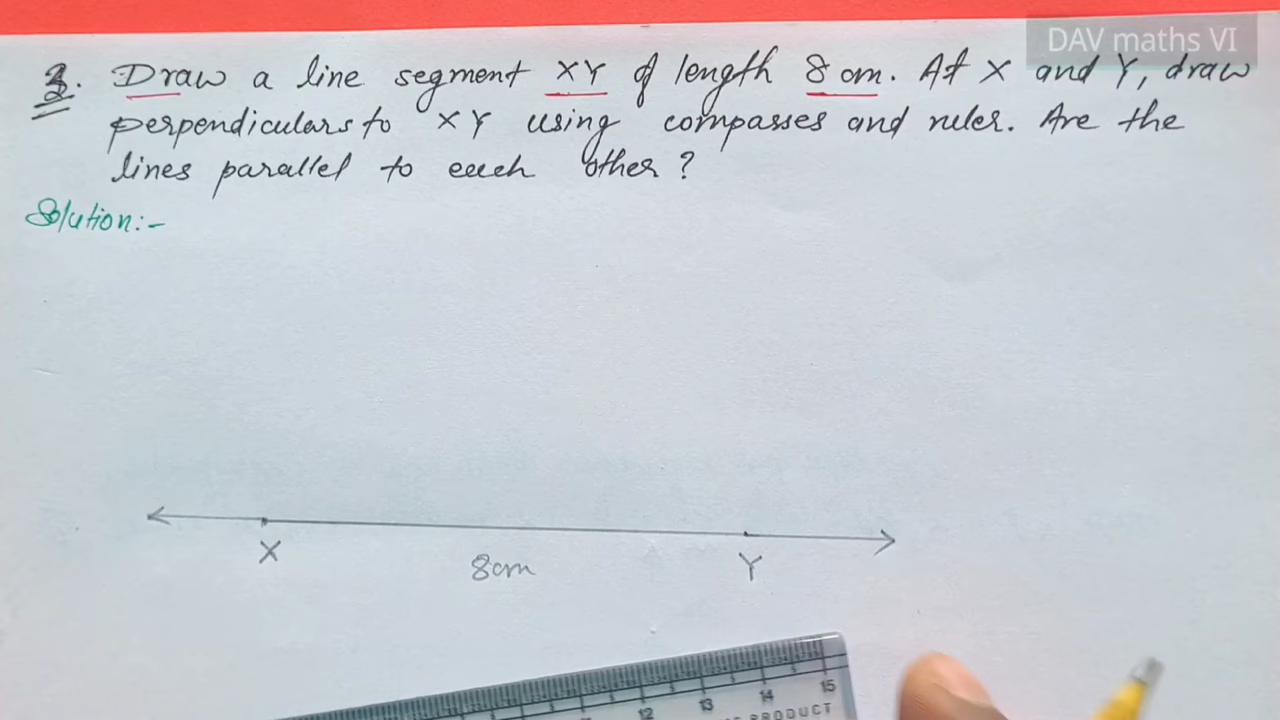 DAV maths VI
3. Draw a line segment XY of length 8 cm. At X and Y, draw
perpendiculars to XY using compasses and ruler. Are the
lines parallel to each other?
Solution:-
X
8cm
Y
12 13 14 15
PRODUCT